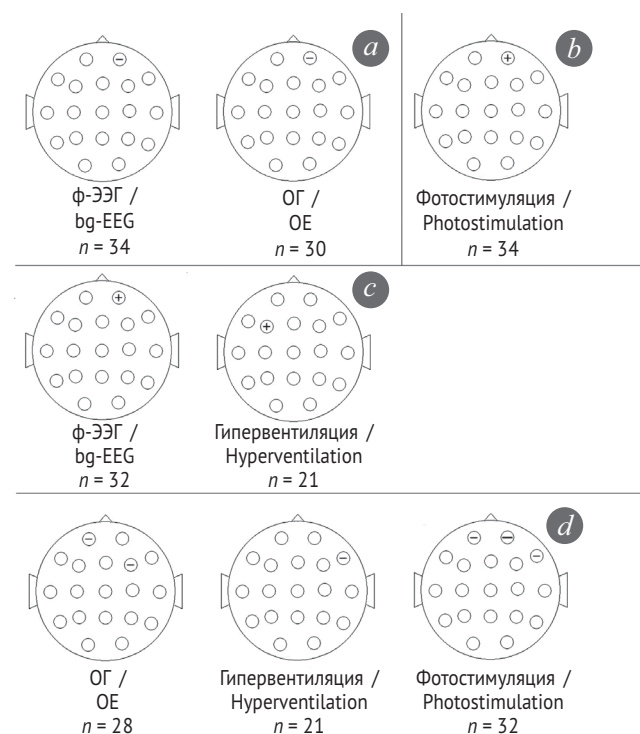 a
b
ф-ЭЭГ /
bg-EEG
n = 34
ОГ /
OE
n = 30
Фотостимуляция /
Photostimulation
n = 34
c
ф-ЭЭГ /
bg-EEG
n = 32
Гипервентиляция /
Hyperventilation
n = 21
d
ОГ /
OE
n = 28
Гипервентиляция /
Hyperventilation
n = 21
Фотостимуляция /
Photostimulation
n = 32